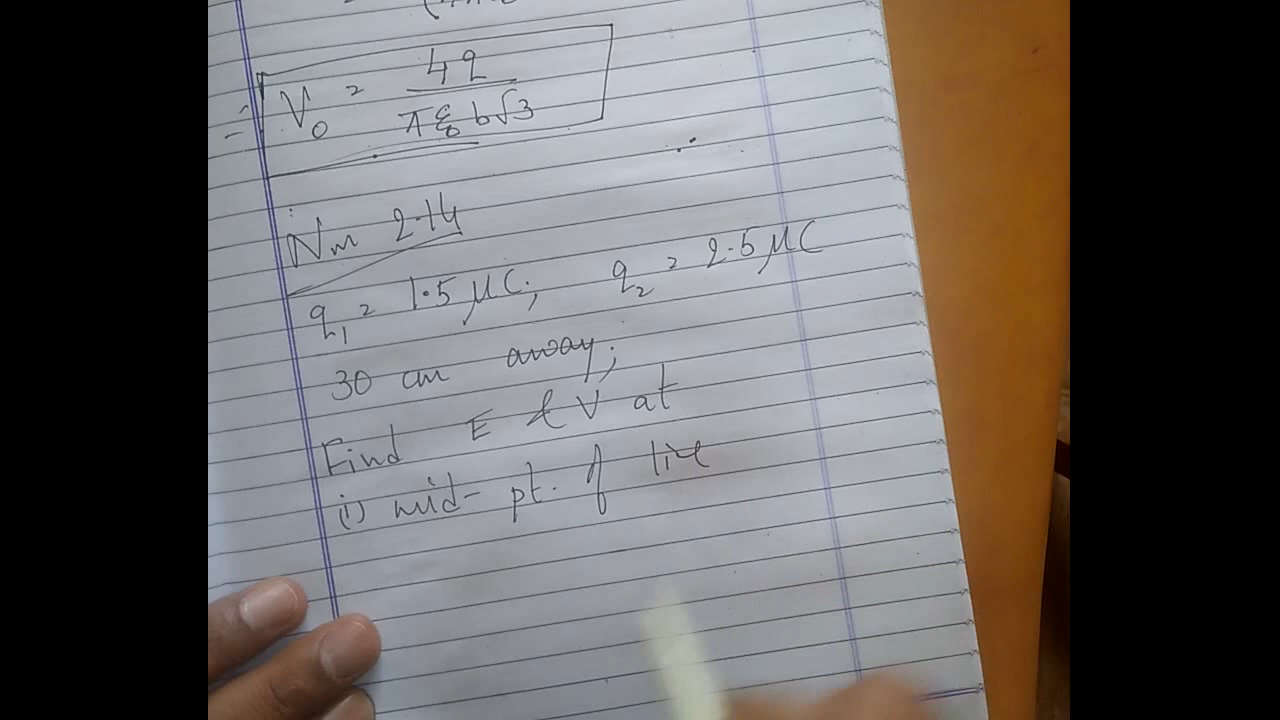 => V₀ = 4q / πε₀ b√3
Nm 2.14
q₁ = 1.5 μC; q₂ = 2.5 μC
30 cm away;
Find E & V at
(i) mid-pt. of line